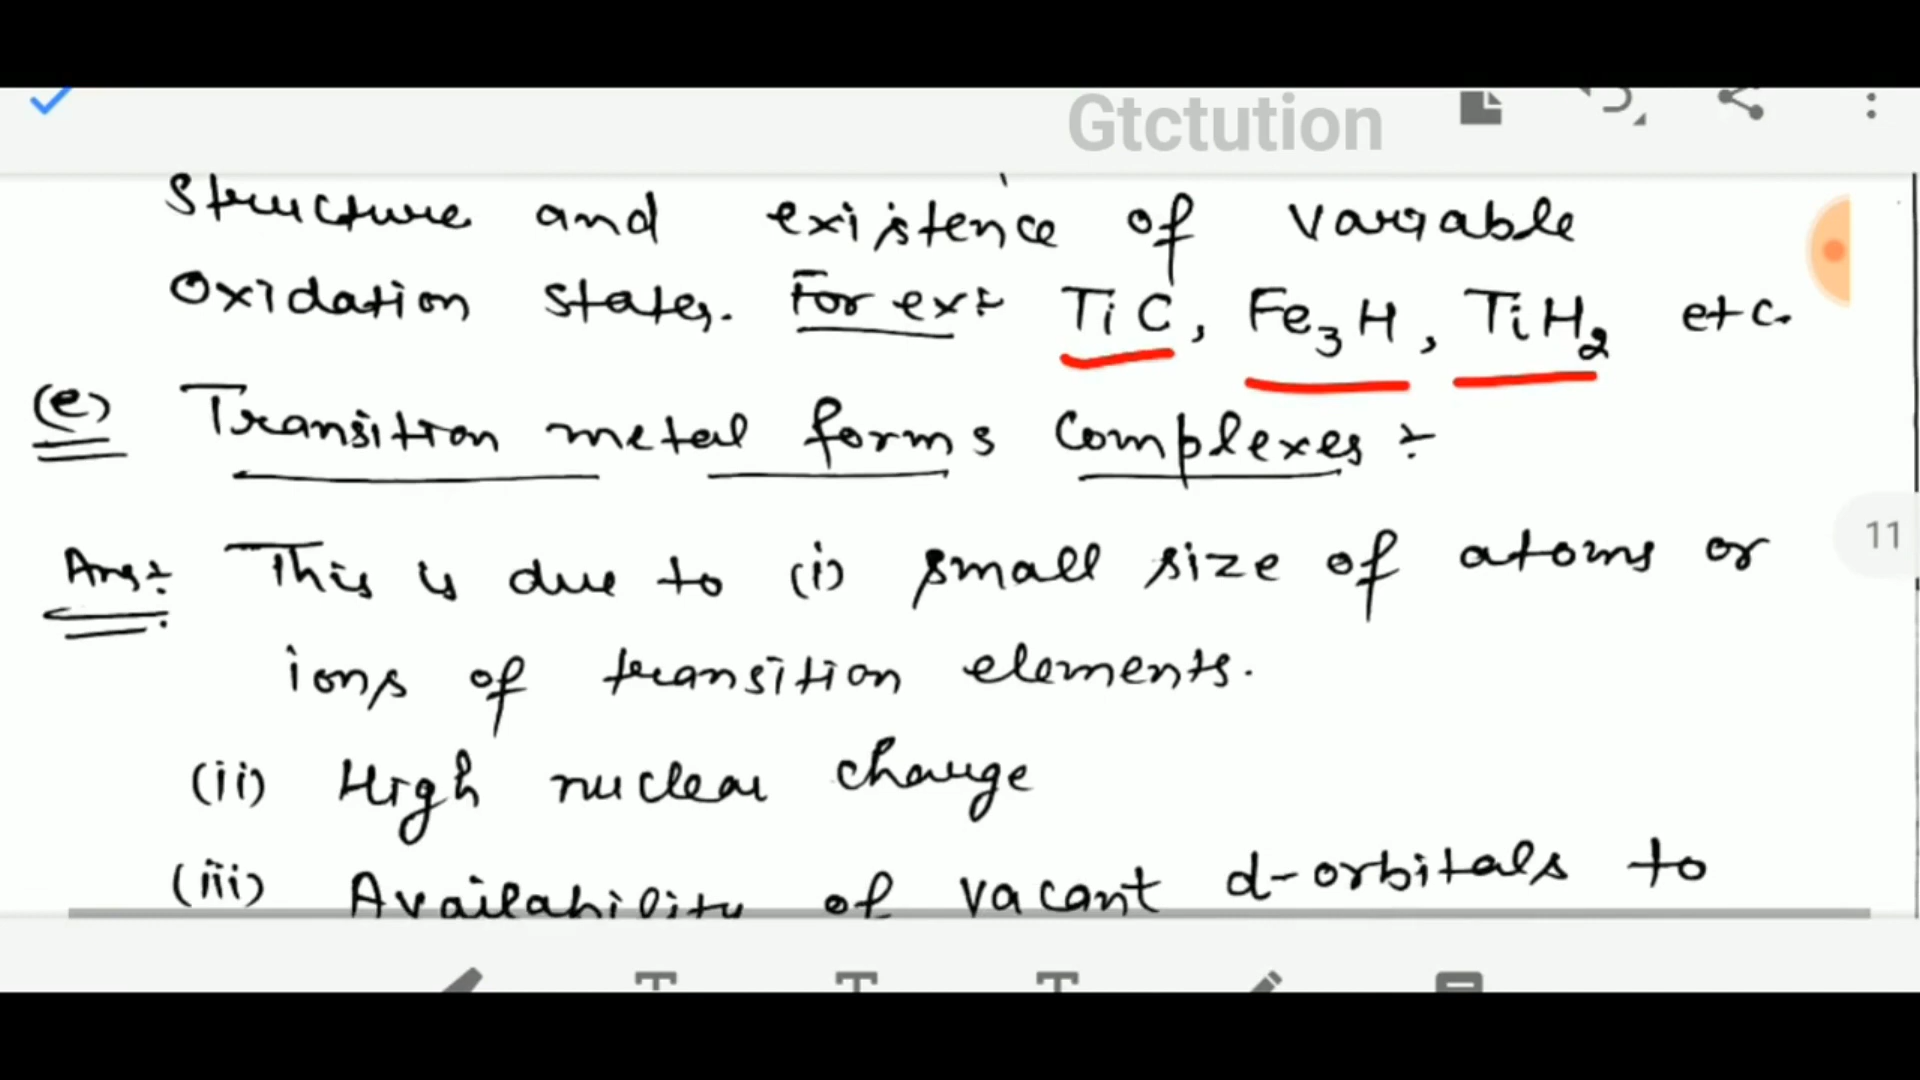 Gtctution
Structure and existence of variable
Oxidation states. For ex:- TiC, Fe₃H, TiH₂ etc.
(e) Transition metal forms Complexes:-
Ans:- This is due to (i) small size of atoms or
ions of transition elements.
11
(ii) High nuclear charge
(iii) Availability of vacant d-orbitals to